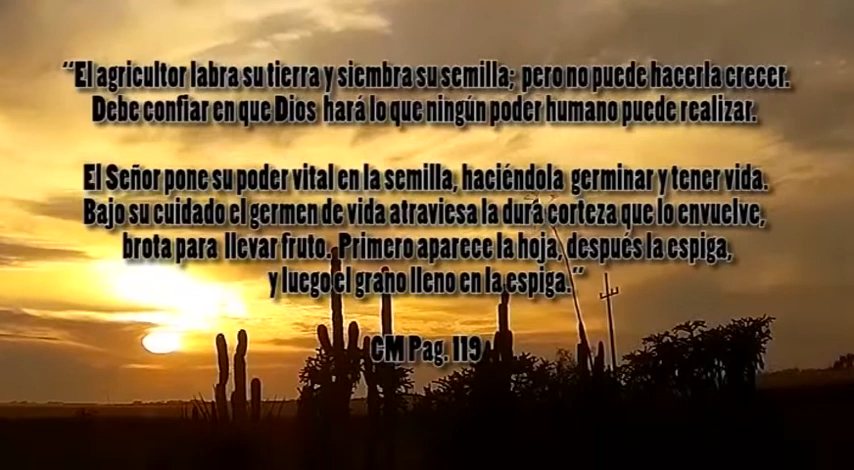 “El agricultor labra su tierra y siembra su semilla; pero no puede hacerla crecer.
Debe confiar en que Dios hará lo que ningún poder humano puede realizar.
El Señor pone su poder vital en la semilla, haciéndola germinar y tener vida.
Bajo su cuidado el germen de vida atraviesa la dura corteza que lo envuelve,
brota para llevar fruto. Primero aparece la hoja, después la espiga,
y luego el grano lleno en la espiga.”
CM Pag. 119